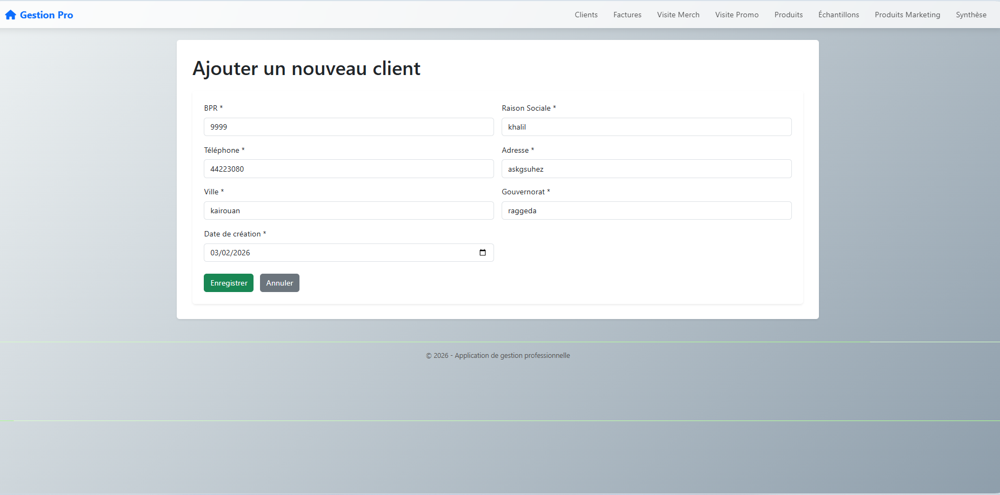 Gestion Pro
Clients Factures Visite Merch Visite Promo Produits Échantillons Produits Marketing Synthèse
Ajouter un nouveau client
BPR * Raison Sociale *
9999 khalil
Téléphone * Adresse *
44223080 askgsuhez
Ville * Gouvernorat *
kairouan raggeda
Date de création *
03/02/2026
Enregistrer Annuler
© 2026 - Application de gestion professionnelle